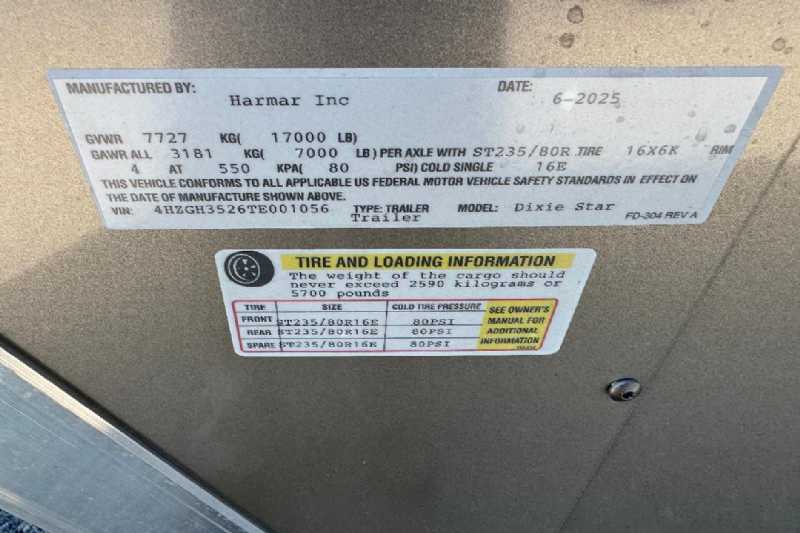 MANUFACTURED BY: Harmar Inc DATE: 6-2025
GVWR 7727 KG( 17000 LB)
GAWR ALL 3181 KG( 7000 LB) PER AXLE WITH ST235/80R TIRE 16X6K RIM
4 AT 550 KPA( 80 PSI) COLD SINGLE 16E
THIS VEHICLE CONFORMS TO ALL APPLICABLE US FEDERAL MOTOR VEHICLE SAFETY STANDARDS IN EFFECT ON
THE DATE OF MANUFACTURE SHOWN ABOVE.
VIN: 4HZGH3526TE001056 TYPE: TRAILER MODEL: Dixie Star
Trailer FD-304 REV A
TIRE AND LOADING INFORMATION
The weight of the cargo should
never exceed 2590 kilograms or
5700 pounds
TIRE SIZE COLD TIRE PRESSURE
FRONT ST235/80R16E 80PSI
REAR ST235/80R16E 80PSI
SPARE ST235/80R16E 80PSI
SEE OWNER'S
MANUAL FOR
ADDITIONAL
INFORMATION